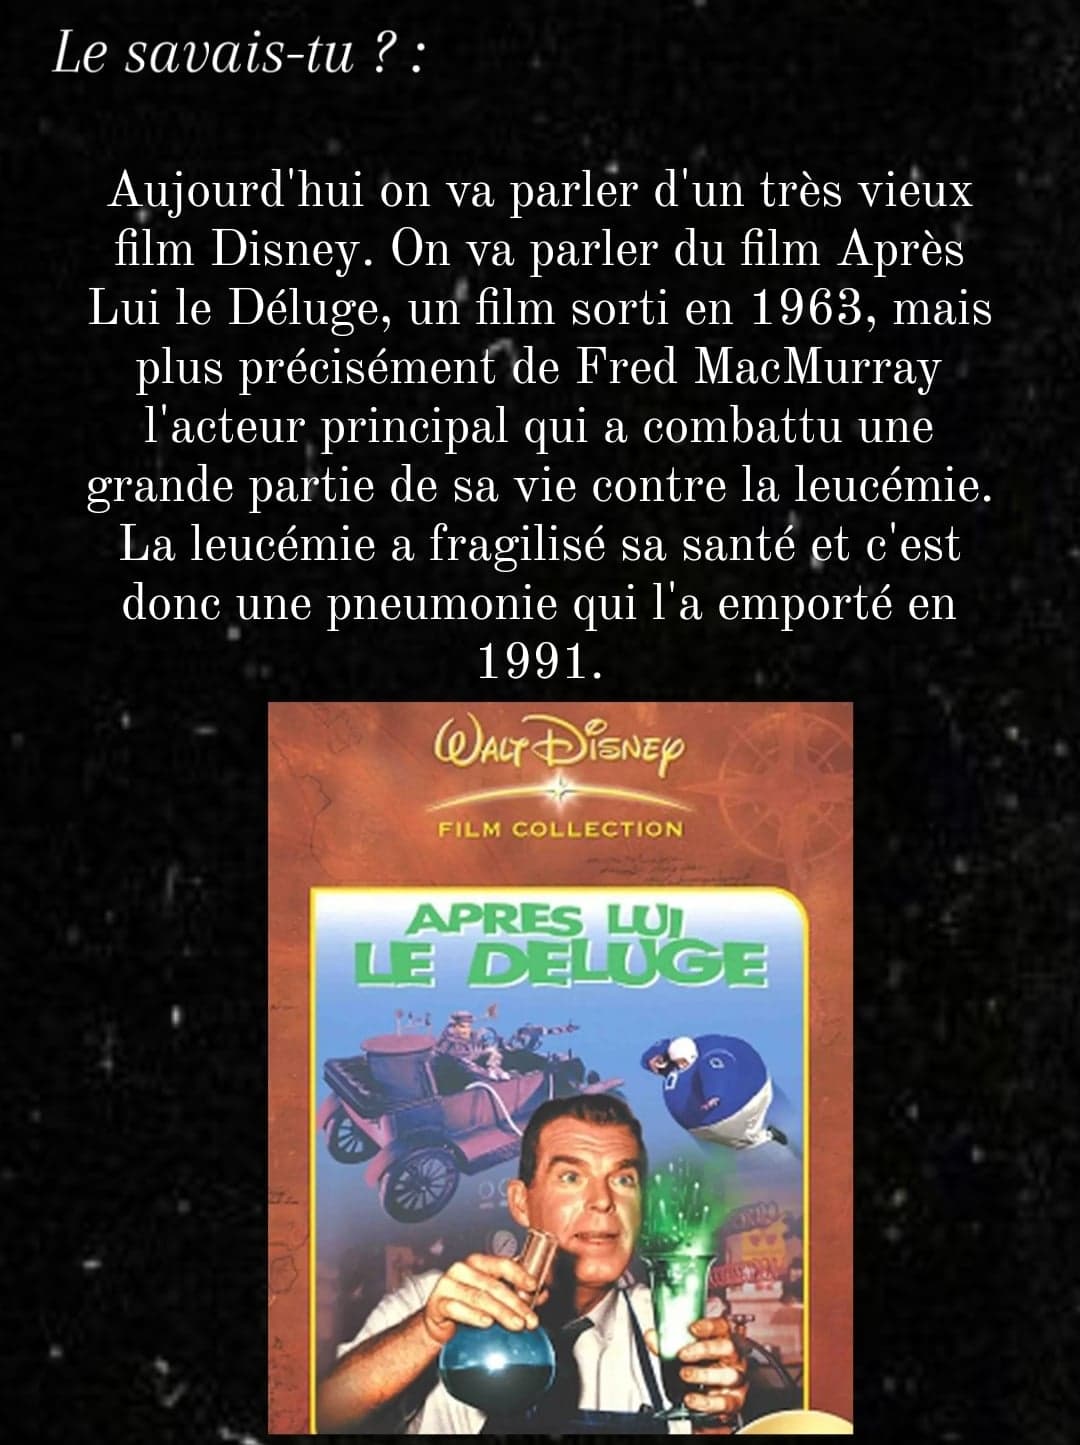 Le savais-tu ? :
Aujourd'hui on va parler d'un très vieux
film Disney. On va parler du film Après
Lui le Déluge, un film sorti en 1963, mais
plus précisément de Fred MacMurray
l'acteur principal qui a combattu une
grande partie de sa vie contre la leucémie.
La leucémie a fragilisé sa santé et c'est
donc une pneumonie qui l'a emporté en
1991.
WALT DISNEY
FILM COLLECTION
APRES LUI
LE DELUGE